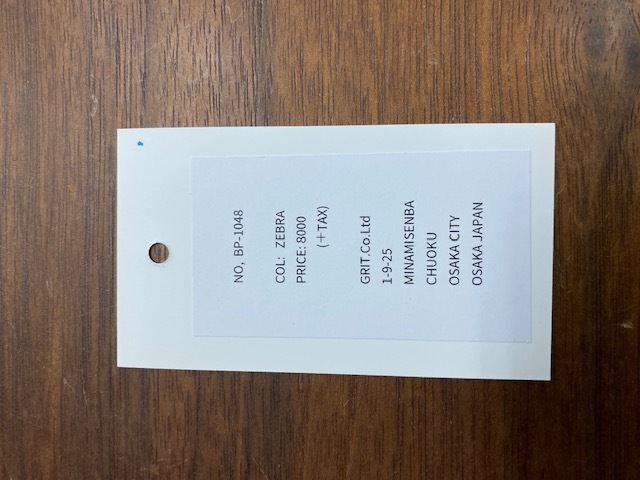 NO, BP-1048
COL: ZEBRA
PRICE: 8000
(＋TAX)
GRIT.Co.Ltd
1-9-25
MINAMISENBA
CHUOKU
OSAKA CITY
OSAKA JAPAN